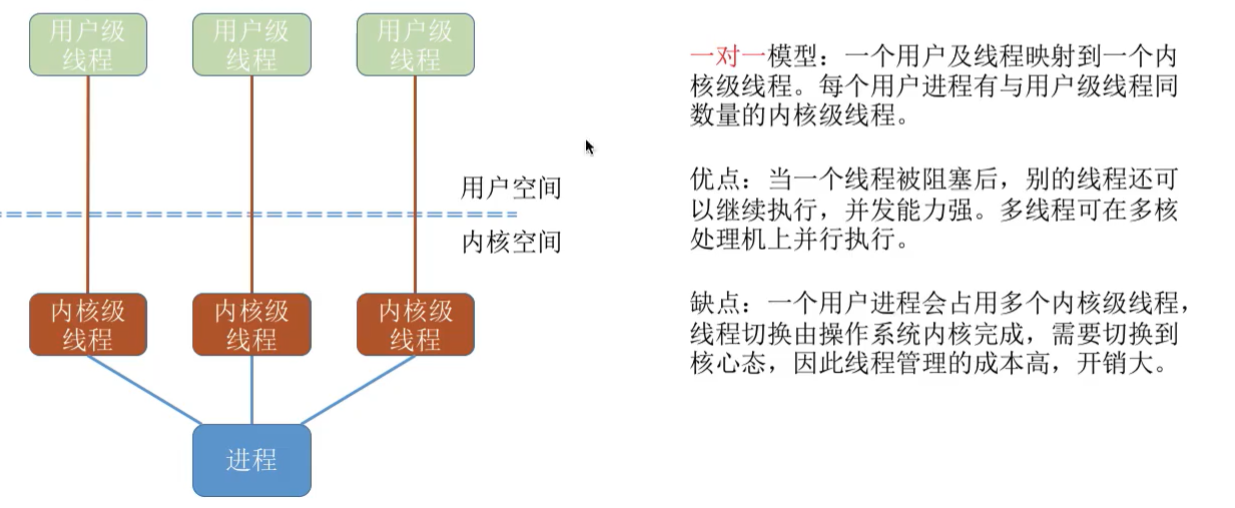 用户级
线程
用户级
线程
用户级
线程
用户空间
内核空间
内核级
线程
内核级
线程
内核级
线程
进程
一对一模型：一个用户及线程映射到一个内
核级线程。每个用户进程有与用户级线程同
数量的内核级线程。
优点：当一个线程被阻塞后，别的线程还可
以继续执行，并发能力强。多线程可在多核
处理机上并行执行。
缺点：一个用户进程会占用多个内核级线程，
线程切换由操作系统内核完成，需要切换到
核心态，因此线程管理的成本高，开销大。